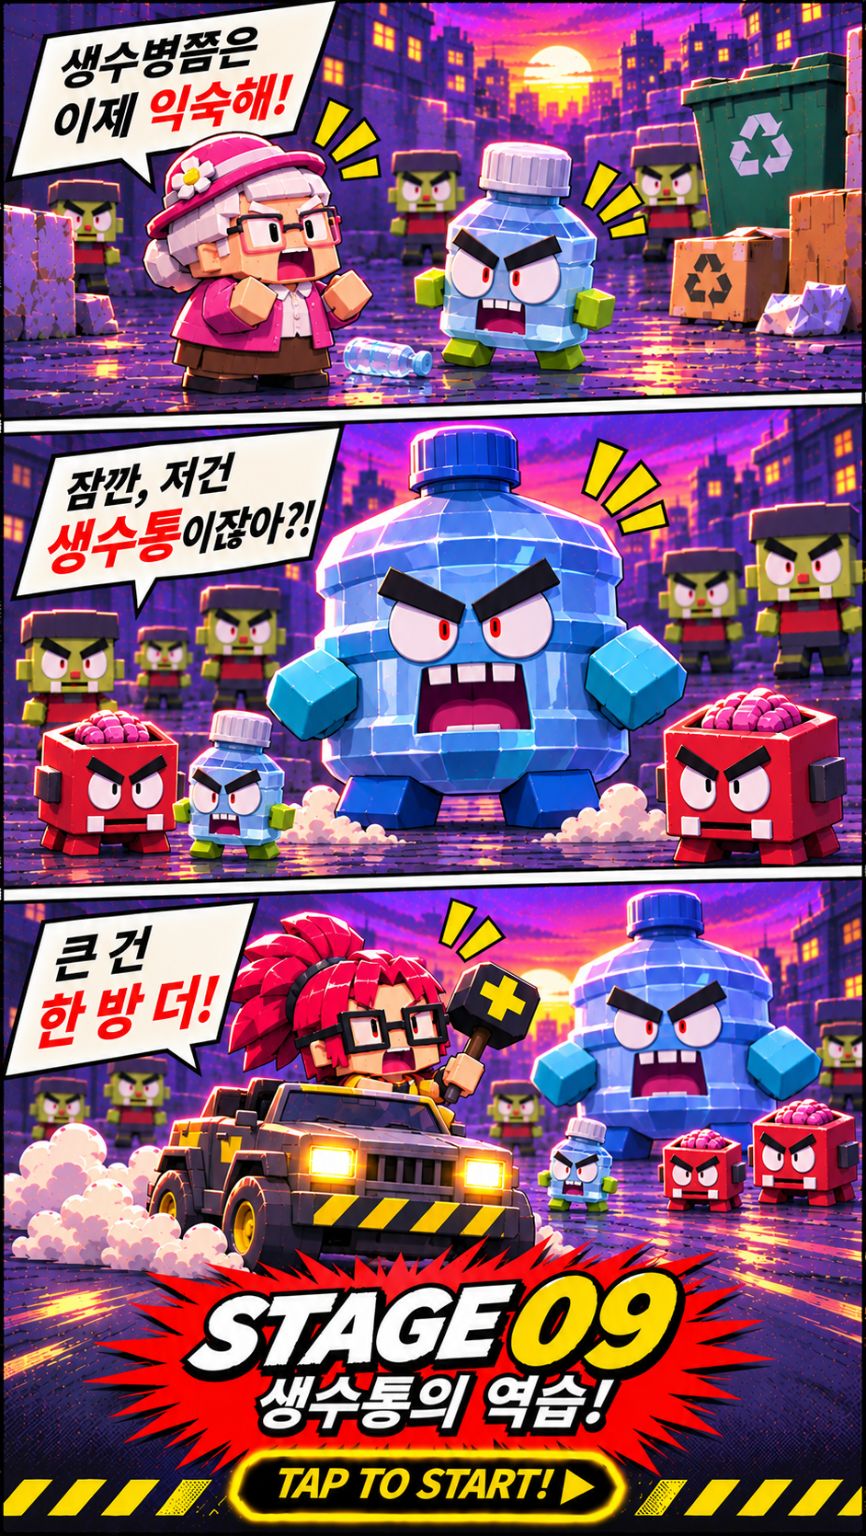 생수병쯤은
이제 익숙해!
잠깐, 저건
생수통이잖아?!
큰 건
한 방 더!
STAGE 09
생수통의 역습!
TAP TO START!